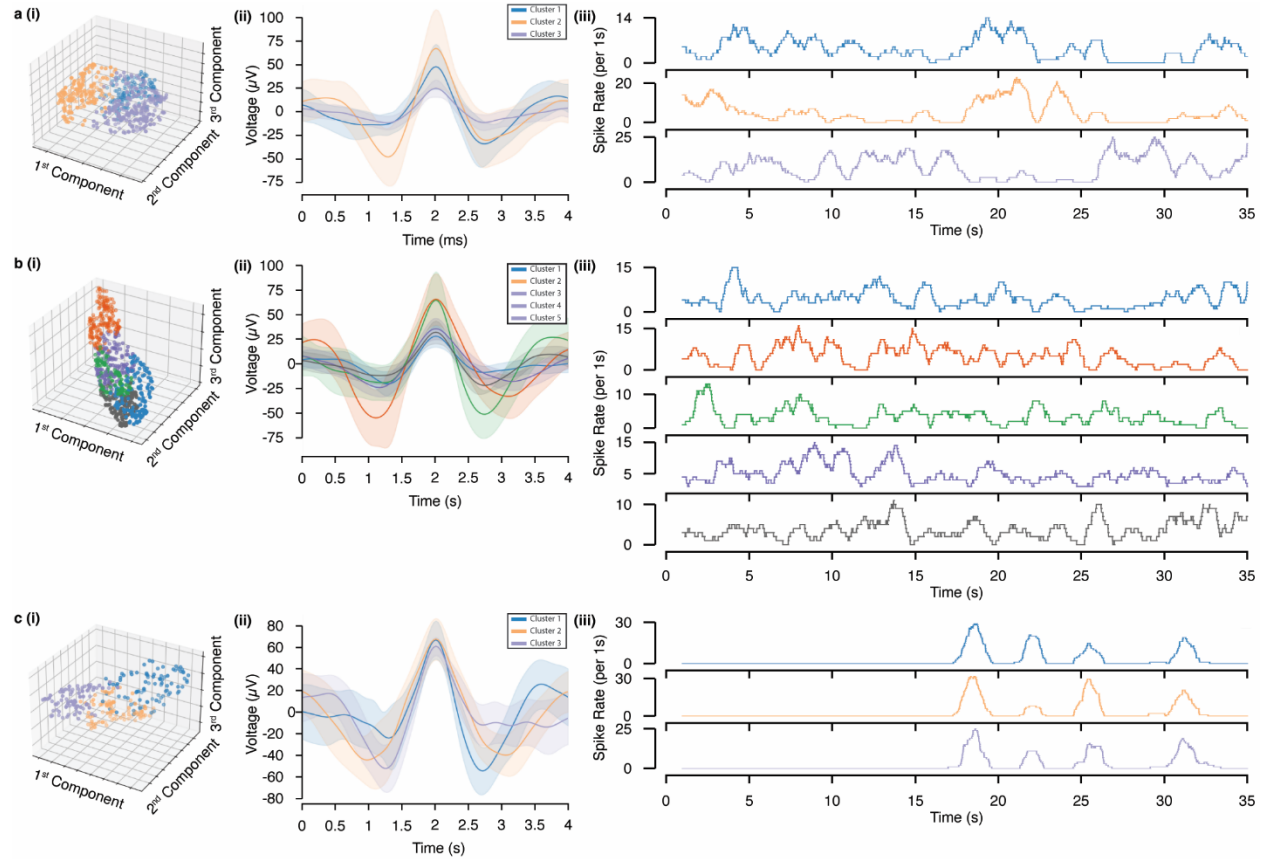 a (i)
3rd Component
2nd Component
1st Component
(ii)
Cluster 1
Cluster 2
Cluster 3
Voltage (µV)
100
75
50
25
0
-25
-50
-75
0 0.5 1 1.5 2 2.5 3 3.5 4
Time (ms)
(iii)
Spike Rate (per 1s)
14
0
20
0
25
0
0 5 10 15 20 25 30 35
Time (s)
b (i)
3rd Component
2nd Component
1st Component
(ii)
Cluster 1
Cluster 2
Cluster 3
Cluster 4
Cluster 5
Voltage (µV)
100
75
50
25
0
-25
-50
-75
0 0.5 1 1.5 2 2.5 3 3.5 4
Time (s)
(iii)
Spike Rate (per 1s)
15
0
15
0
10
0
15
5
10
0
0 5 10 15 20 25 30 35
Time (s)
c (i)
3rd Component
2nd Component
1st Component
(ii)
Cluster 1
Cluster 2
Cluster 3
Voltage (µV)
80
60
40
20
0
-20
-40
-60
-80
0 0.5 1 1.5 2 2.5 3 3.5 4
Time (s)
(iii)
Spike Rate (per 1s)
30
0
30
0
25
0
0 5 10 15 20 25 30 35
Time (s)